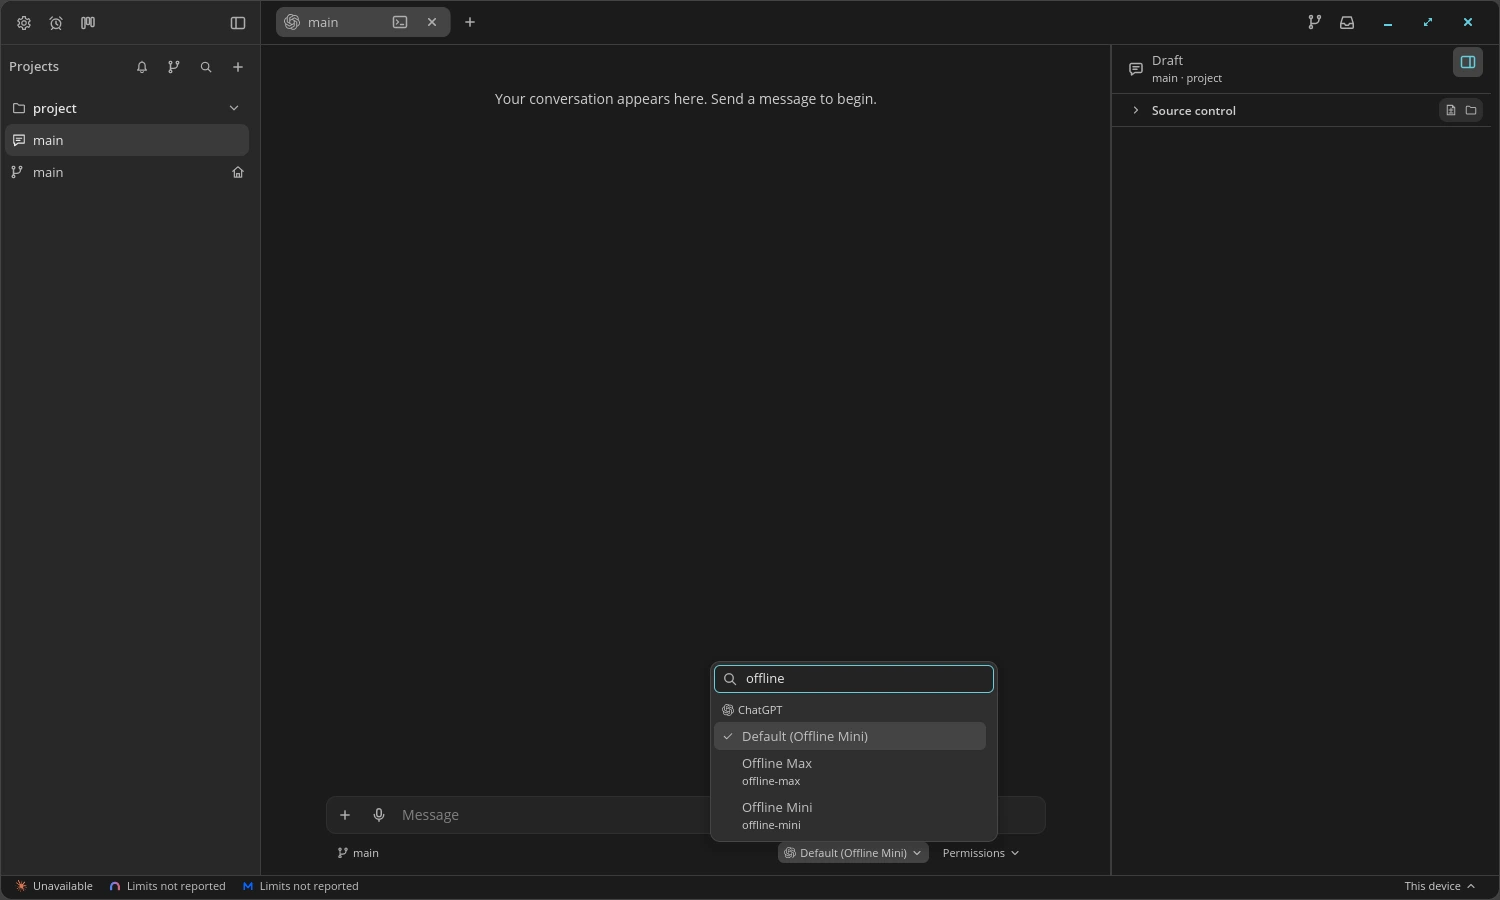 main
Projects
project
main
main
Your conversation appears here. Send a message to begin.
Draft
main · project
Source control
offline
ChatGPT
Default (Offline Mini)
Offline Max
offline-max
Offline Mini
offline-mini
Message
main
Default (Offline Mini)
Permissions
Unavailable
Limits not reported
Limits not reported
This device